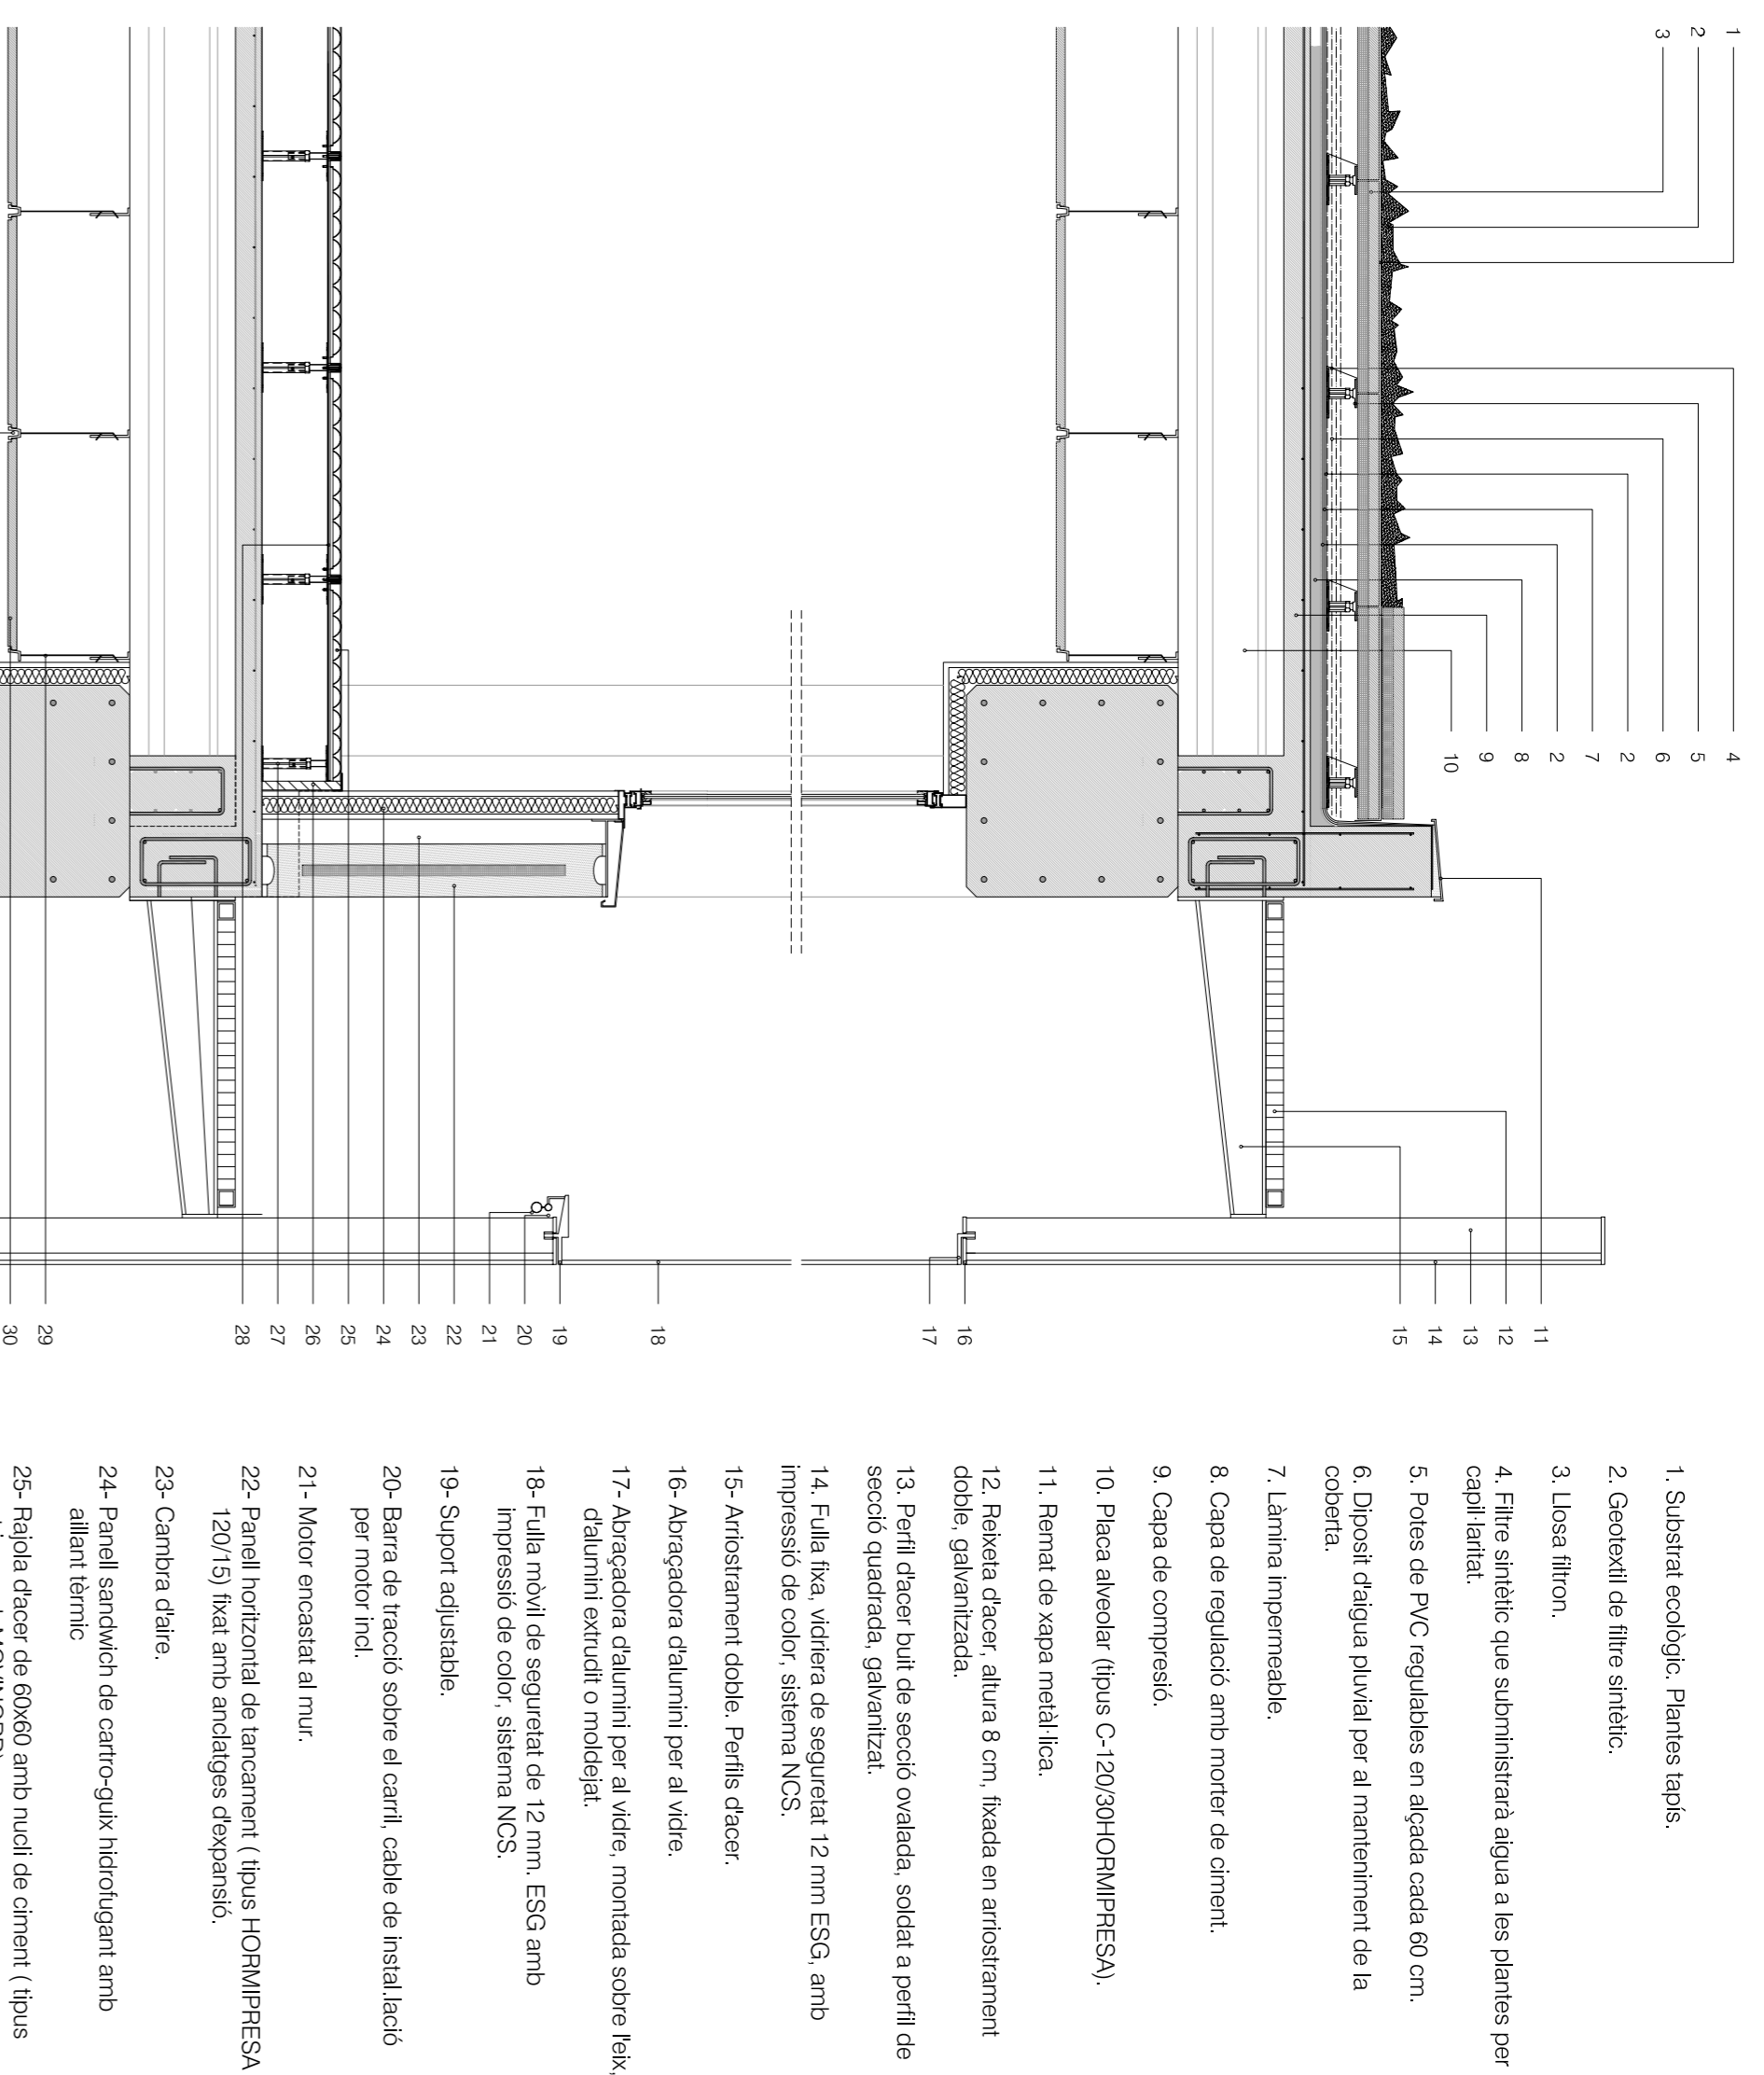 1
2
3
4
5
6
2
7
2
8
9
10
11
12
13
14
15
16
17
18
19
20
21
22
23
24
25
26
27
28
29
30
1. Substrat ecològic. Plantes tapís.
2. Geotextil de filtre sintètic.
3. Llosa filtron.
4. Filtre sintètic que subministrarà aigua a les plantes per
capil·laritat.
5. Potes de PVC regulables en alçada cada 60 cm.
6. Diposit d'aigua pluvial per al manteniment de la
coberta.
7. Làmina impermeable.
8. Capa de regulació amb morter de ciment.
9. Capa de compresió.
10. Placa alveolar (tipus C-120/30HORMIPRESA).
11. Remat de xapa metàl·lica.
12. Reixeta d'acer, altura 8 cm, fixada en arriostrament
doble, galvanitzada.
13. Perfil d'acer buit de secció ovalada, soldat a perfil de
secció quadrada, galvanitzat.
14. Fulla fixa, vidriera de seguretat 12 mm ESG, amb
impressió de color, sistema NCS.
15- Arriostrament doble. Perfils d'acer.
16- Abraçadora d'alumini per al vidre.
17- Abraçadora d'alumini per al vidre, montada sobre l'eix,
d'alumini extrudit o moldejat.
18- Fulla mòvil de seguretat de 12 mm. ESG amb
impressió de color, sistema NCS.
19- Suport adjustable.
20- Barra de tracció sobre el carril, cable de instal.lació
per motor incl.
21- Motor encastat al mur.
22- Panell horitzontal de tancament ( tipus HORMIPRESA
120/15) fixat amb anclatges d'expansió.
23- Cambra d'aire.
24- Panell sandwich de cartro-guix hidrofugant amb
aillant tèrmic
25- Rajola d'acer de 60x60 amb nucli de ciment ( tipus